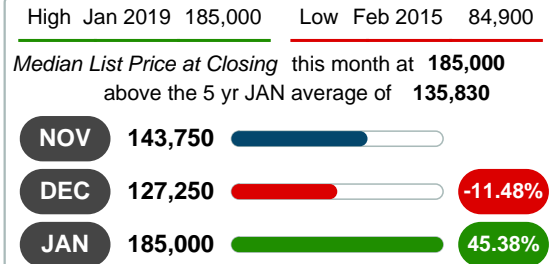 High Jan 2019 185,000 Low Feb 2015 84,900
Median List Price at Closing this month at 185,000
above the 5 yr JAN average of 135,830
NOV 143,750
DEC 127,250 -11.48%
JAN 185,000 45.38%